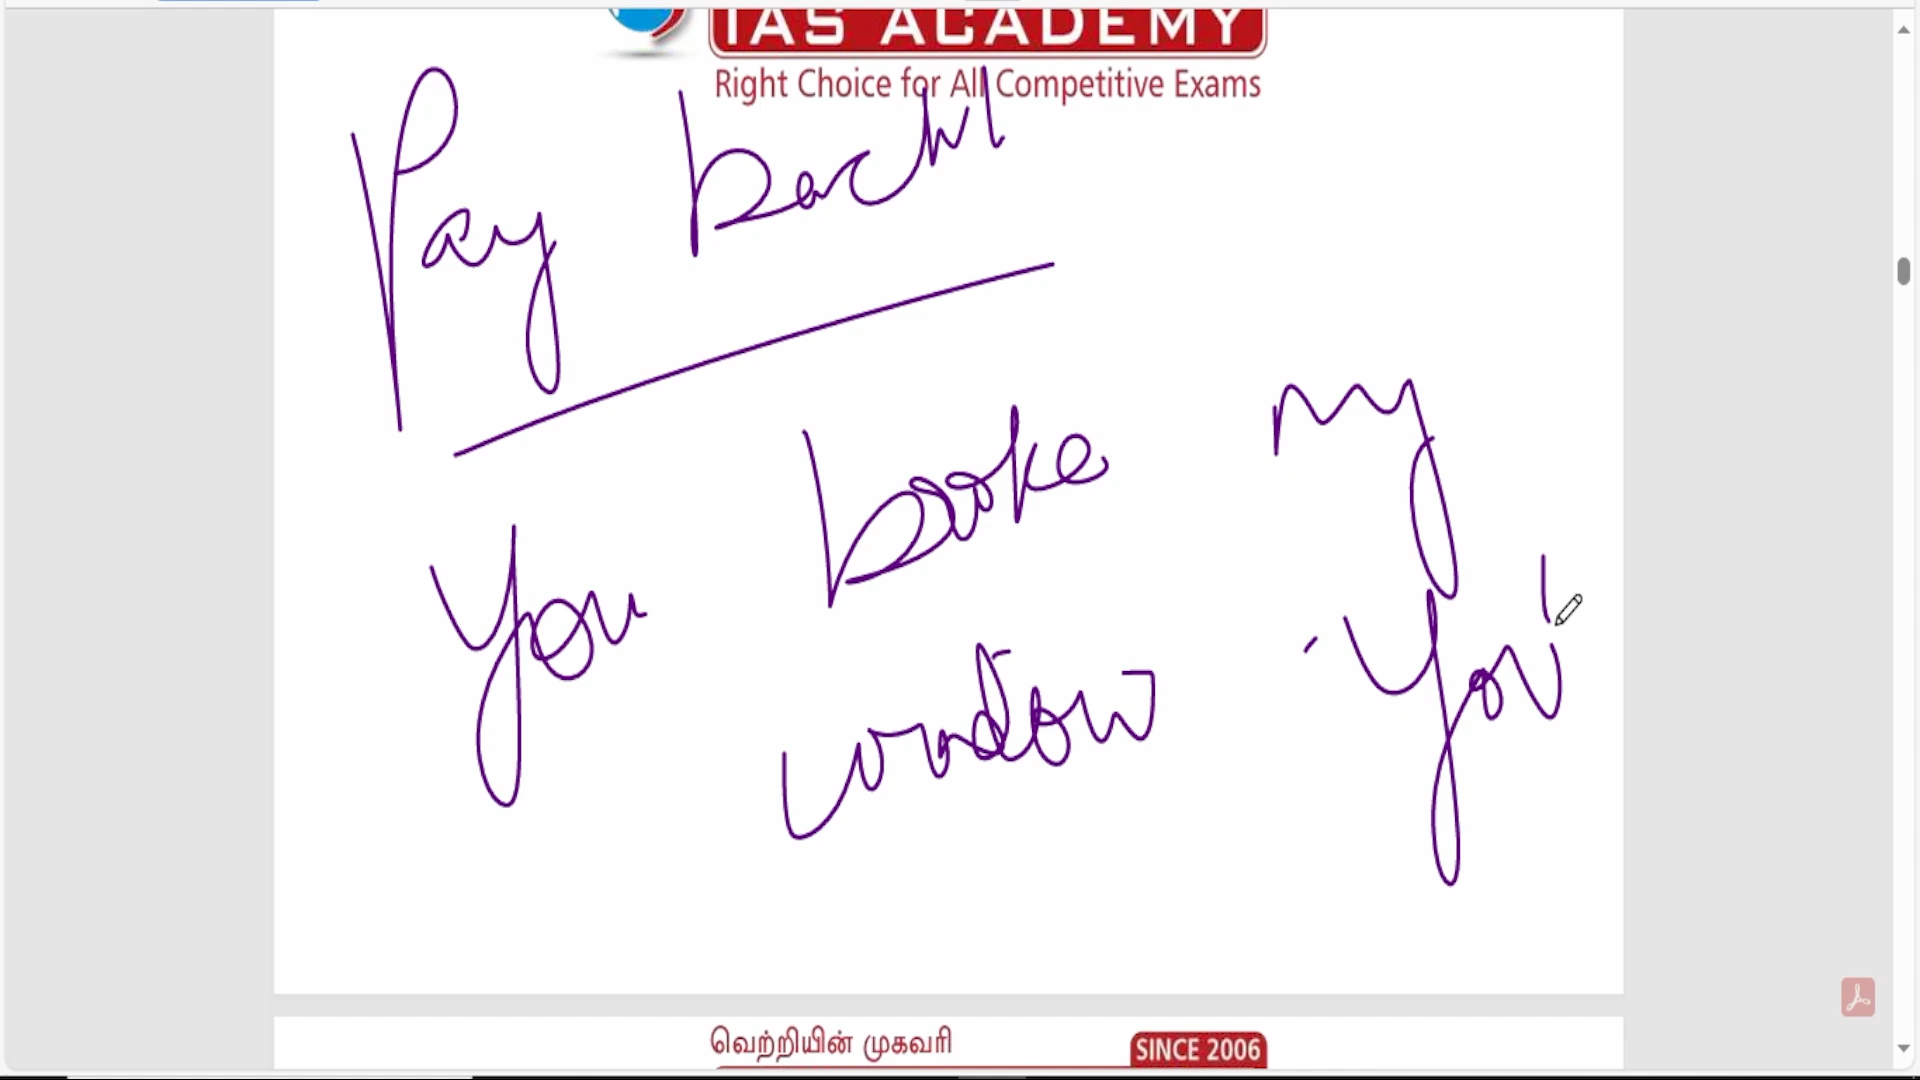 IAS ACADEMY
Right Choice for All Competitive Exams
Pay back
You broke my
window. You'
வெற்றியின் முகவரி
SINCE 2006